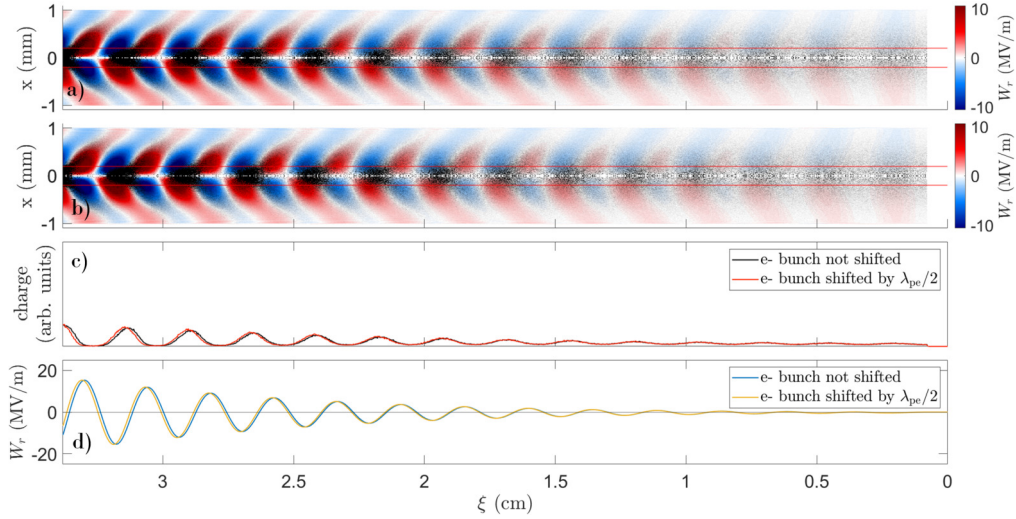 1
0
-1
x (mm)
a)
10
0
-10
W_r (MV/m)
1
0
-1
x (mm)
b)
10
0
-10
W_r (MV/m)
charge
(arb. units)
c)
e- bunch not shifted
e- bunch shifted by λ_pe/2
20
0
-20
W_r (MV/m)
d)
e- bunch not shifted
e- bunch shifted by λ_pe/2
3
2.5
2
1.5
1
0.5
0
ξ (cm)